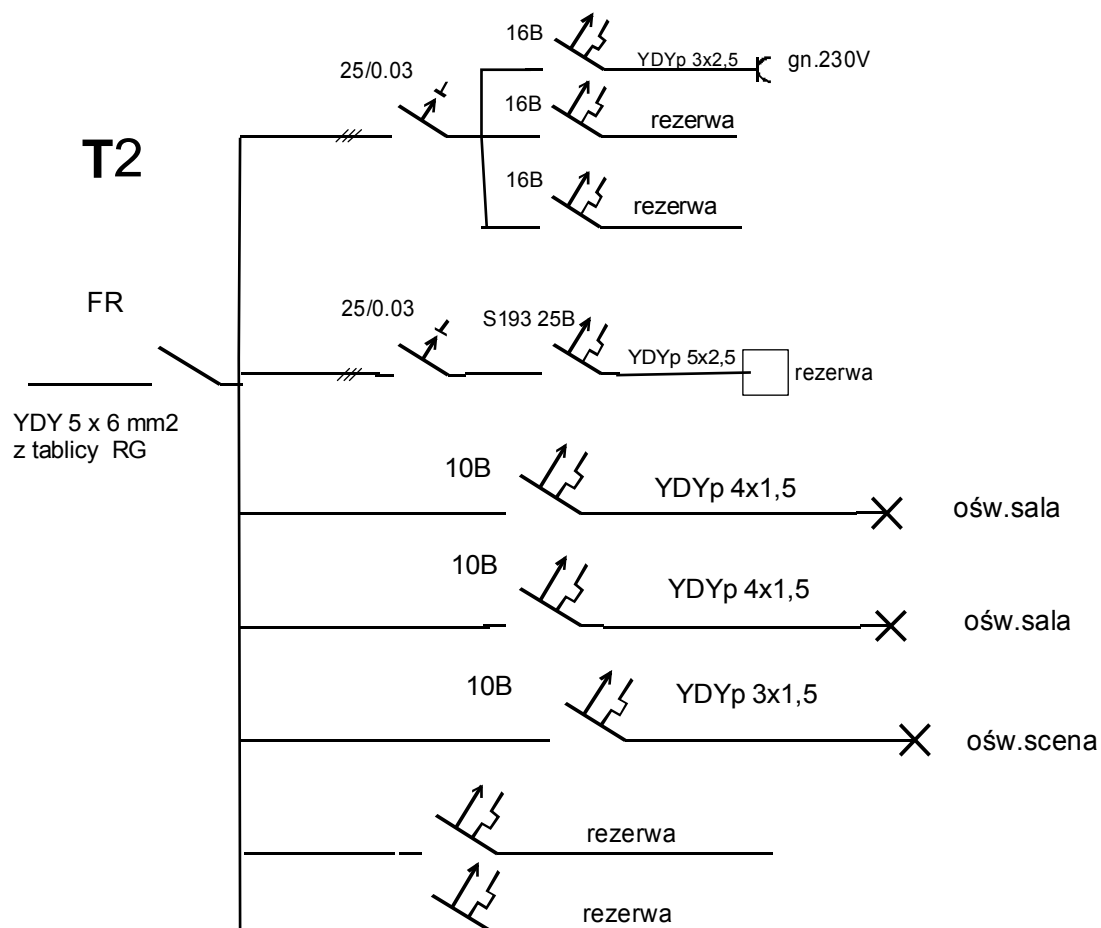 T2
25/0.03
16B
YDYp 3x2,5
gn.230V
16B
rezerwa
16B
rezerwa
FR
YDY 5 x 6 mm2
z tablicy RG
25/0.03
S193 25B
YDYp 5x2,5
rezerwa
10B
YDYp 4x1,5
ośw.sala
10B
YDYp 4x1,5
ośw.sala
10B
YDYp 3x1,5
ośw.scena
rezerwa
rezerwa